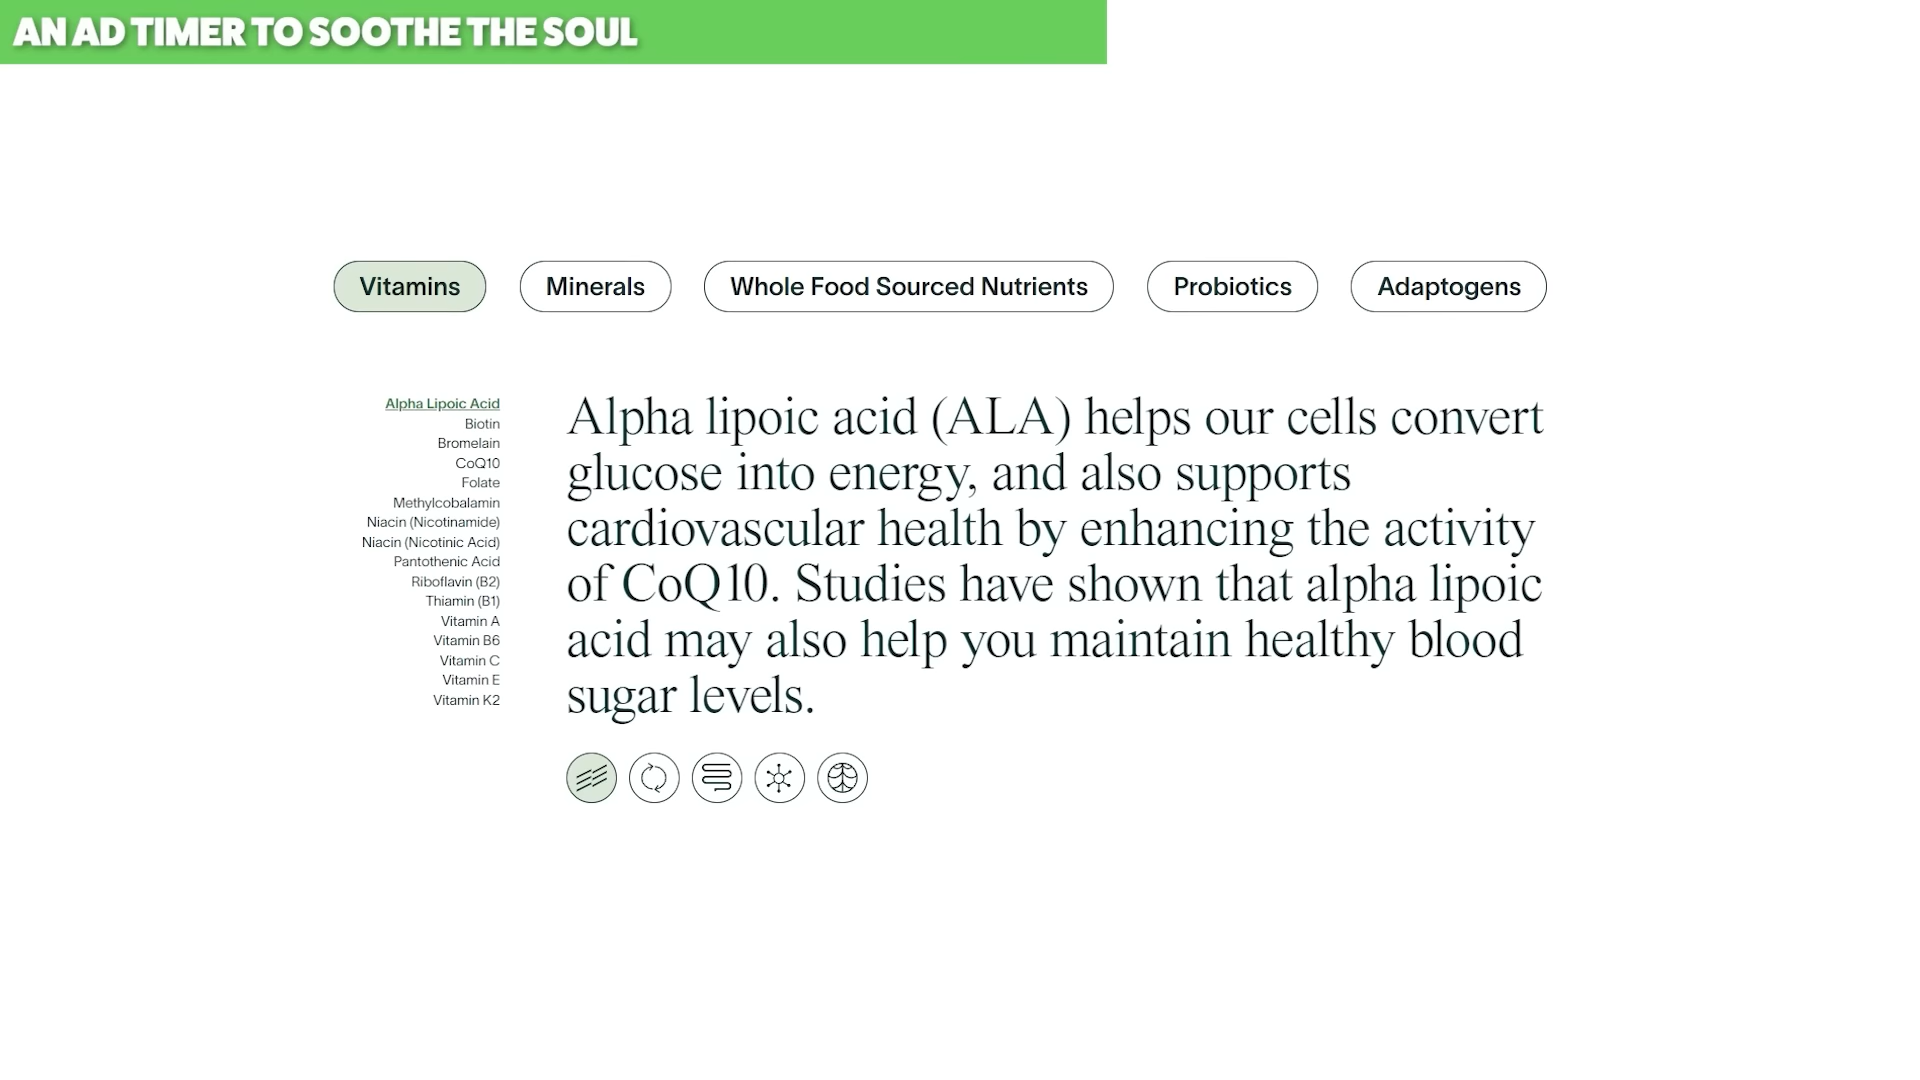 AN AD TIMER TO SOOTHE THE SOUL
Vitamins
Minerals
Whole Food Sourced Nutrients
Probiotics
Adaptogens
Alpha Lipoic Acid
Biotin
Bromelain
CoQ10
Folate
Methylcobalamin
Niacin (Nicotinamide)
Niacin (Nicotinic Acid)
Pantothenic Acid
Riboflavin (B2)
Thiamin (B1)
Vitamin A
Vitamin B6
Vitamin C
Vitamin E
Vitamin K2
Alpha lipoic acid (ALA) helps our cells convert
glucose into energy, and also supports
cardiovascular health by enhancing the activity
of CoQ10. Studies have shown that alpha lipoic
acid may also help you maintain healthy blood
sugar levels.